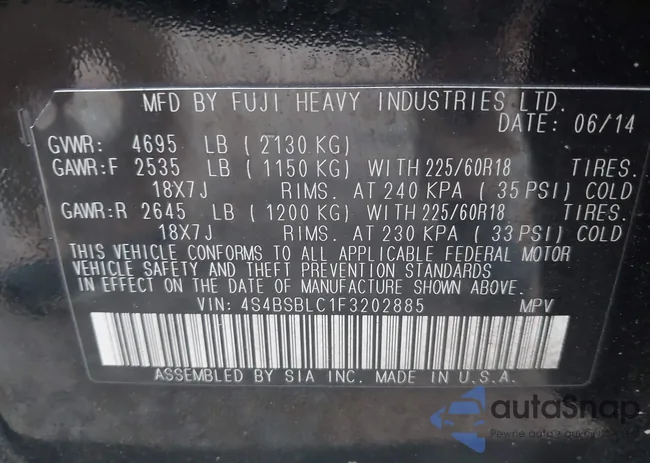 MFD BY FUJI HEAVY INDUSTRIES LTD.
DATE: 06/14
GVWR: 4695 LB ( 2130 KG)
GAWR:F 2535 LB ( 1150 KG) WITH 225/60R18 TIRES.
18X7J RIMS. AT 240 KPA ( 35 PSI) COLD
GAWR:R 2645 LB ( 1200 KG) WITH 225/60R18 TIRES.
18X7J RIMS. AT 230 KPA ( 33 PSI) COLD
THIS VEHICLE CONFORMS TO ALL APPLICABLE FEDERAL MOTOR
VEHICLE SAFETY AND THEFT PREVENTION STANDARDS
IN EFFECT ON THE DATE OF MANUFACTURE SHOWN ABOVE.
VIN: 4S4BSBLC1F3202885 MPV
ASSEMBLED BY SIA INC. MADE IN U.S.A.
autoSnap
Pewne auto